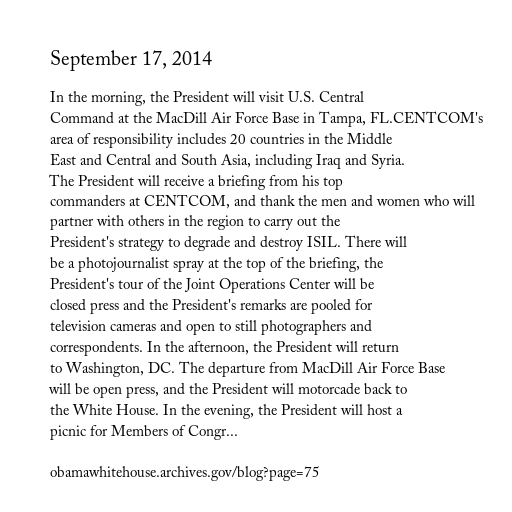 September 17, 2014
In the morning, the President will visit U.S. Central
Command at the MacDill Air Force Base in Tampa, FL.CENTCOM's
area of responsibility includes 20 countries in the Middle
East and Central and South Asia, including Iraq and Syria.
The President will receive a briefing from his top
commanders at CENTCOM, and thank the men and women who will
partner with others in the region to carry out the
President's strategy to degrade and destroy ISIL. There will
be a photojournalist spray at the top of the briefing, the
President's tour of the Joint Operations Center will be
closed press and the President's remarks are pooled for
television cameras and open to still photographers and
correspondents. In the afternoon, the President will return
to Washington, DC. The departure from MacDill Air Force Base
will be open press, and the President will motorcade back to
the White House. In the evening, the President will host a
picnic for Members of Congr...
obamawhitehouse.archives.gov/blog?page=75